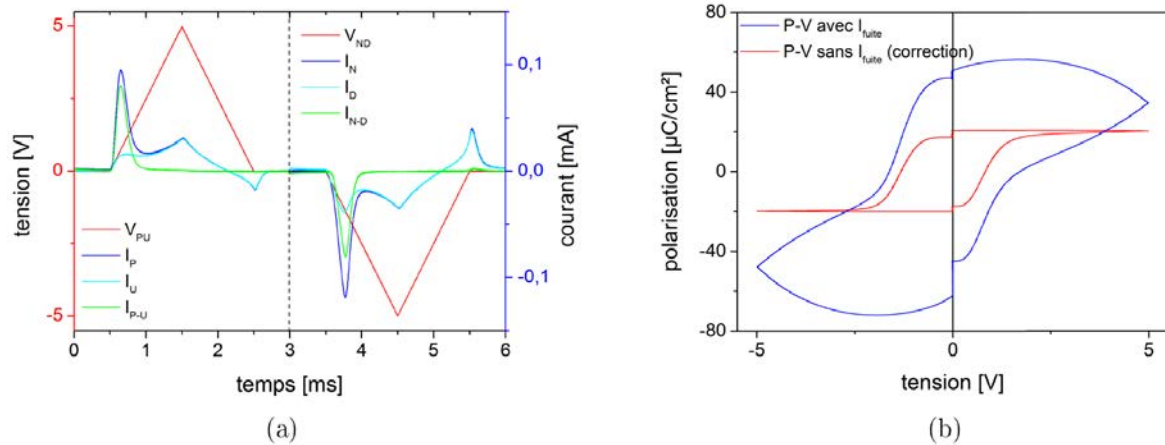 tension [V]
5
0
-5
V_ND
I_N
I_D
I_N-D
V_PU
I_P
I_U
I_P-U
0,1
0,0
-0,1
courant [mA]
0 1 2 3 4 5 6
temps [ms]
(a)
polarisation [µC/cm²]
80
40
0
-40
-80
P-V avec I_fuite
P-V sans I_fuite (correction)
-5 0 5
tension [V]
(b)